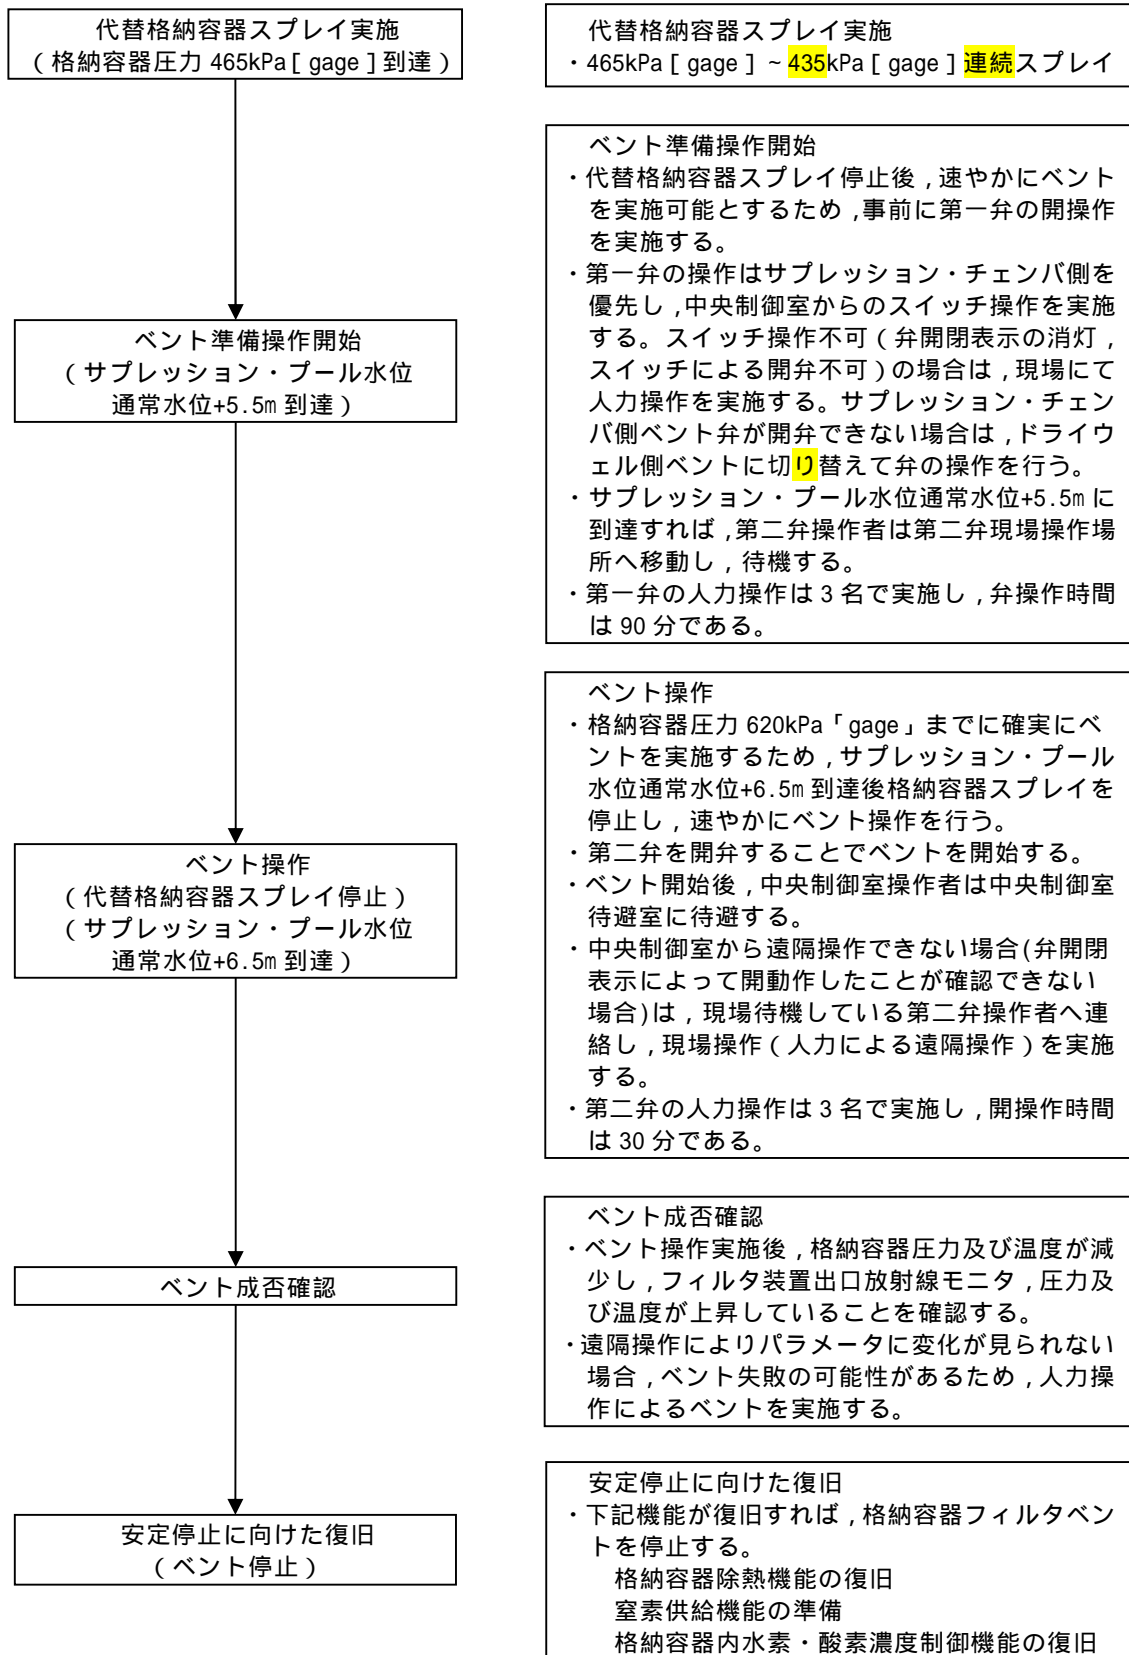 代替格納容器スプレイ実施
(格納容器圧力 465kPa[gage]到達)
代替格納容器スプレイ実施
・465kPa[gage]~435kPa[gage]連続スプレイ
ベント準備操作開始
・代替格納容器スプレイ停止後,速やかにベント
を実施可能とするため,事前に第一弁の開操作
を実施する。
・第一弁の操作はサプレッション・チェンバ側を
優先し,中央制御室からのスイッチ操作を実施
する。スイッチ操作不可(弁開閉表示の消灯,
スイッチによる開弁不可)の場合は,現場にて
人力操作を実施する。サプレッション・チェン
バ側ベント弁が開弁できない場合は,ドライウ
ェル側ベントに切り替えて弁の操作を行う。
・サプレッション・プール水位通常水位+5.5m に
到達すれば,第二弁操作者は第二弁現場操作場
所へ移動し,待機する。
・第一弁の人力操作は 3 名で実施し,弁操作時間
は 90 分である。
ベント準備操作開始
(サプレッション・プール水位
通常水位+5.5m 到達)
ベント操作
・格納容器圧力 620kPa「gage」までに確実にベ
ントを実施するため,サプレッション・プール
水位通常水位+6.5m 到達後格納容器スプレイを
停止し,速やかにベント操作を行う。
・第二弁を開弁することでベントを開始する。
・ベント開始後,中央制御室操作者は中央制御室
待避室に待避する。
・中央制御室から遠隔操作できない場合(弁開閉
表示によって開動作したことが確認できない
場合)は,現場待機している第二弁操作者へ連
絡し,現場操作(人力による遠隔操作)を実施
する。
・第二弁の人力操作は 3 名で実施し,開操作時間
は 30 分である。
ベント操作
(代替格納容器スプレイ停止)
(サプレッション・プール水位
通常水位+6.5m 到達)
ベント成否確認
・ベント操作実施後,格納容器圧力及び温度が減
少し,フィルタ装置出口放射線モニタ,圧力及
び温度が上昇していることを確認する。
・遠隔操作によりパラメータに変化が見られない
場合,ベント失敗の可能性があるため,人力操
作によるベントを実施する。
ベント成否確認
安定停止に向けた復旧
・下記機能が復旧すれば,格納容器フィルタベン
トを停止する。
格納容器除熱機能の復旧
窒素供給機能の準備
格納容器内水素・酸素濃度制御機能の復旧
安定停止に向けた復旧
(ベント停止)